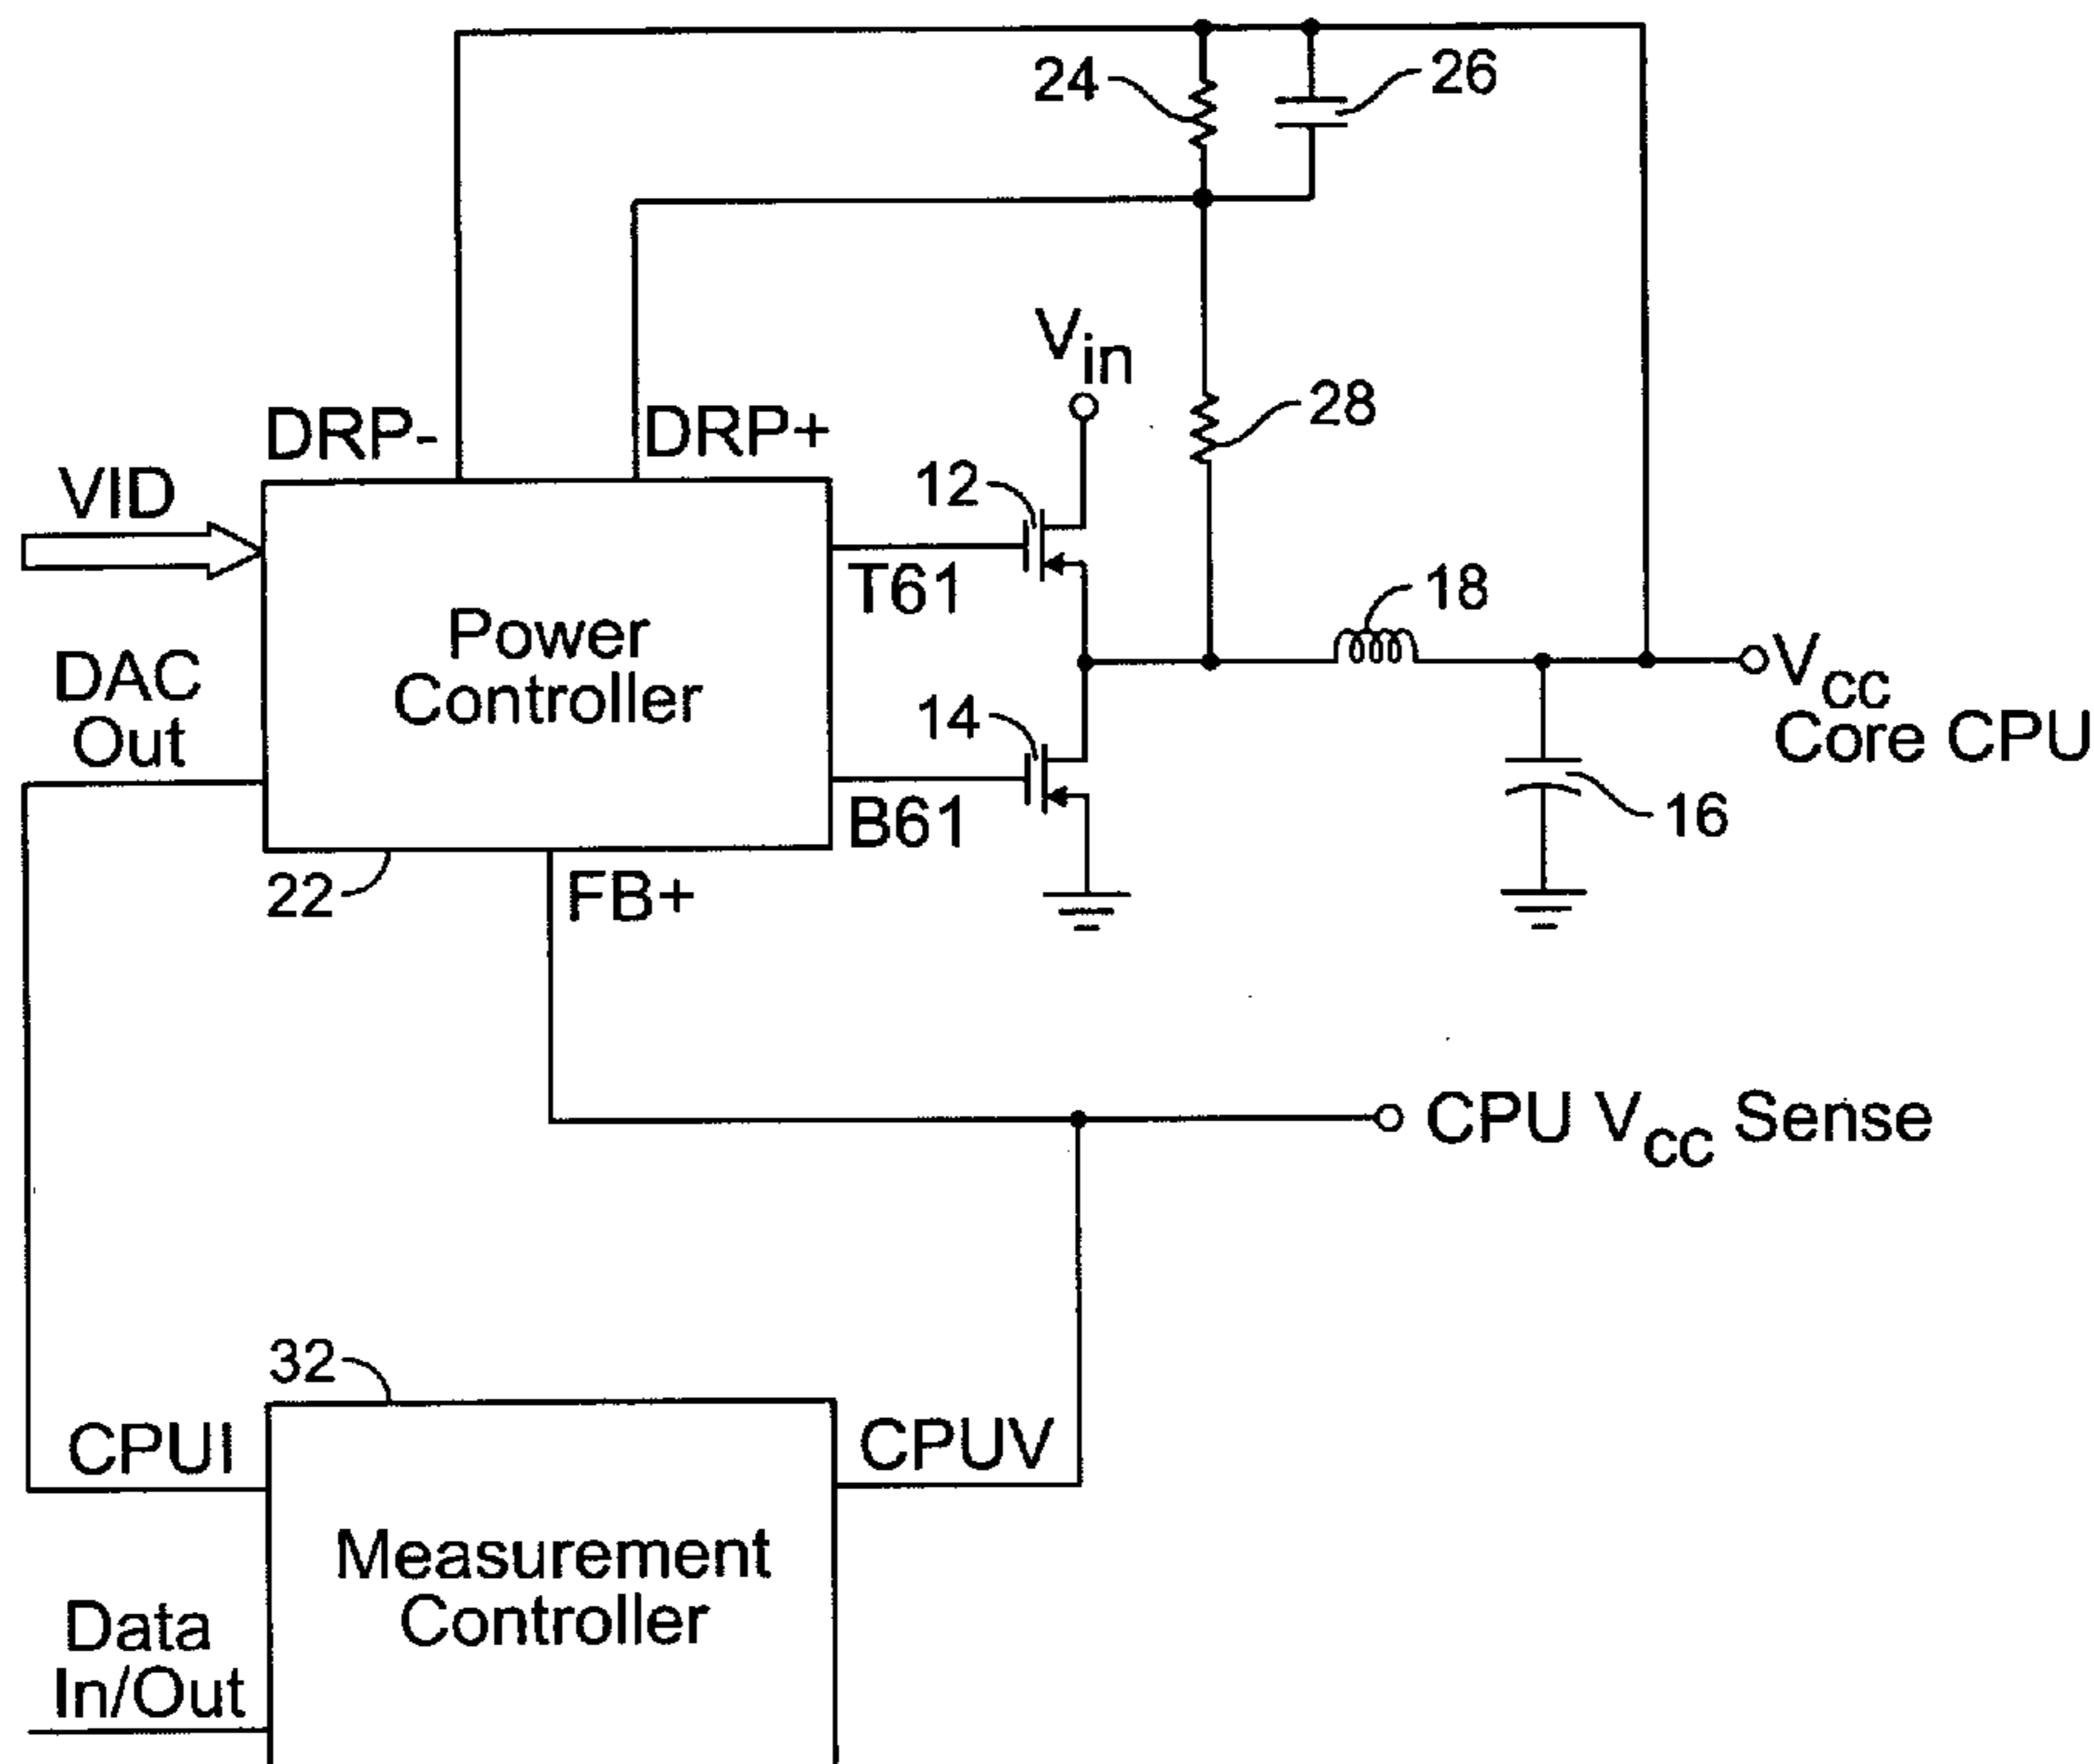 24
26
Vin
28
DRP-
DRP+
VID
12
T61
18
Power
Controller
DAC
Out
14
Vcc
Core CPU
B61
16
22
FB+
CPU Vcc Sense
32
CPUI
CPUV
Measurement
Controller
Data
In/Out